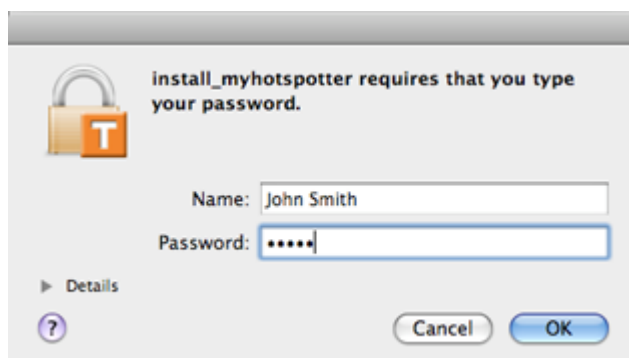 install_myhotspotter requires that you type
your password.
T
Name: John Smith
Password: •••••
Details
?
Cancel OK